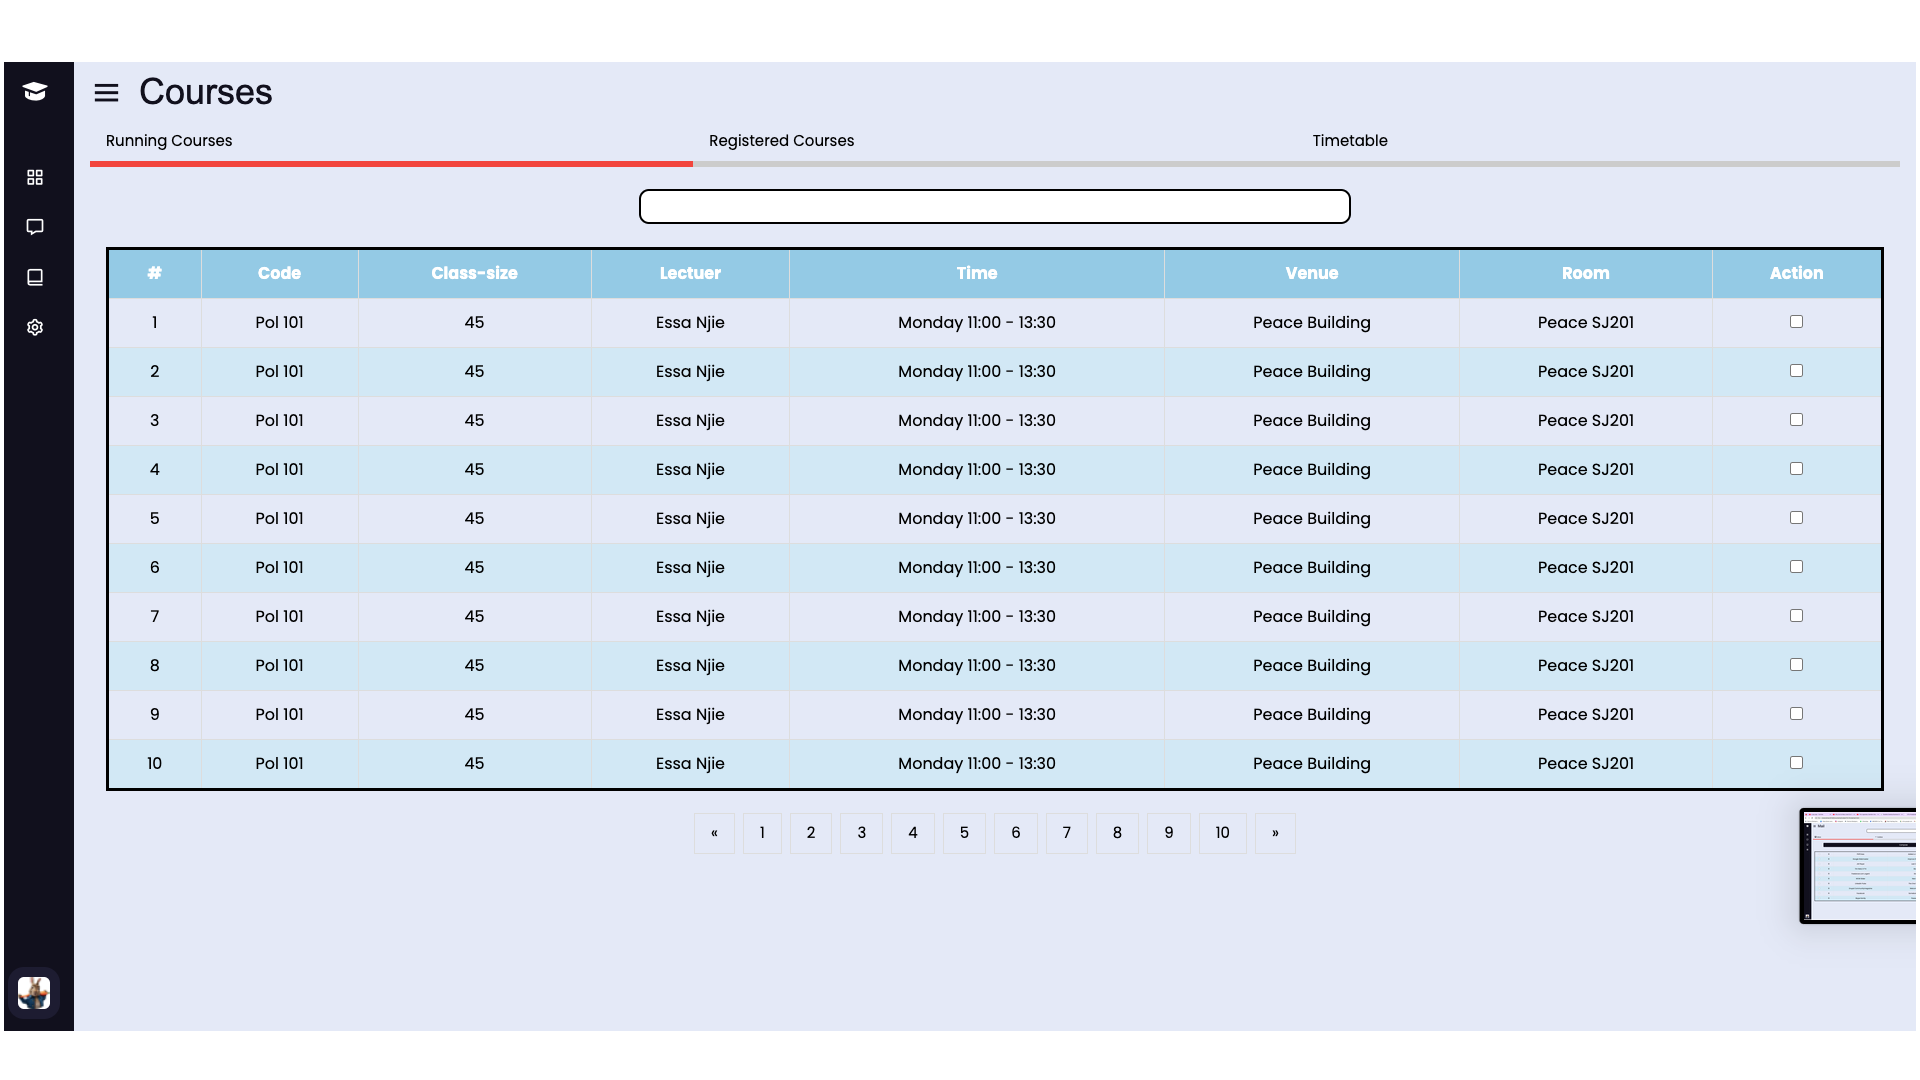 Courses
Running Courses Registered Courses Timetable
# Code Class-size Lectuer Time Venue Room Action
1 Pol 101 45 Essa Njie Monday 11:00 - 13:30 Peace Building Peace SJ201
2 Pol 101 45 Essa Njie Monday 11:00 - 13:30 Peace Building Peace SJ201
3 Pol 101 45 Essa Njie Monday 11:00 - 13:30 Peace Building Peace SJ201
4 Pol 101 45 Essa Njie Monday 11:00 - 13:30 Peace Building Peace SJ201
5 Pol 101 45 Essa Njie Monday 11:00 - 13:30 Peace Building Peace SJ201
6 Pol 101 45 Essa Njie Monday 11:00 - 13:30 Peace Building Peace SJ201
7 Pol 101 45 Essa Njie Monday 11:00 - 13:30 Peace Building Peace SJ201
8 Pol 101 45 Essa Njie Monday 11:00 - 13:30 Peace Building Peace SJ201
9 Pol 101 45 Essa Njie Monday 11:00 - 13:30 Peace Building Peace SJ201
10 Pol 101 45 Essa Njie Monday 11:00 - 13:30 Peace Building Peace SJ201
« 1 2 3 4 5 6 7 8 9 10 »